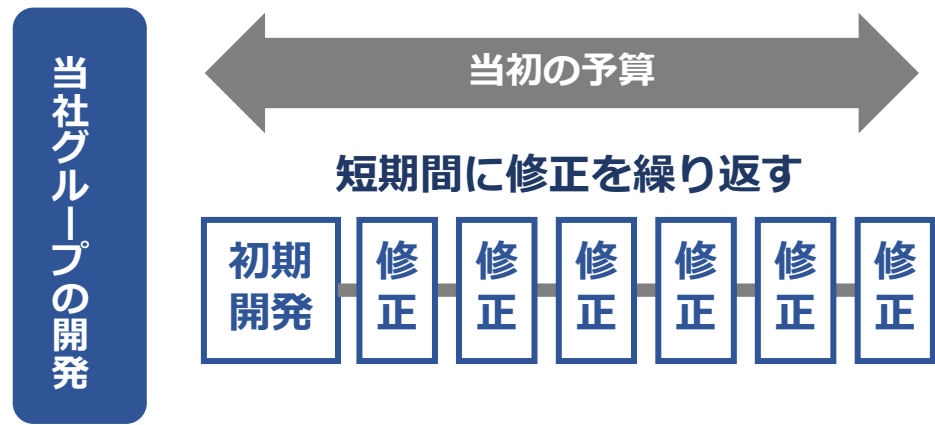 当社グループの開発
当初の予算
短期間に修正を繰り返す
初期
開発
修正
修正
修正
修正
修正
修正